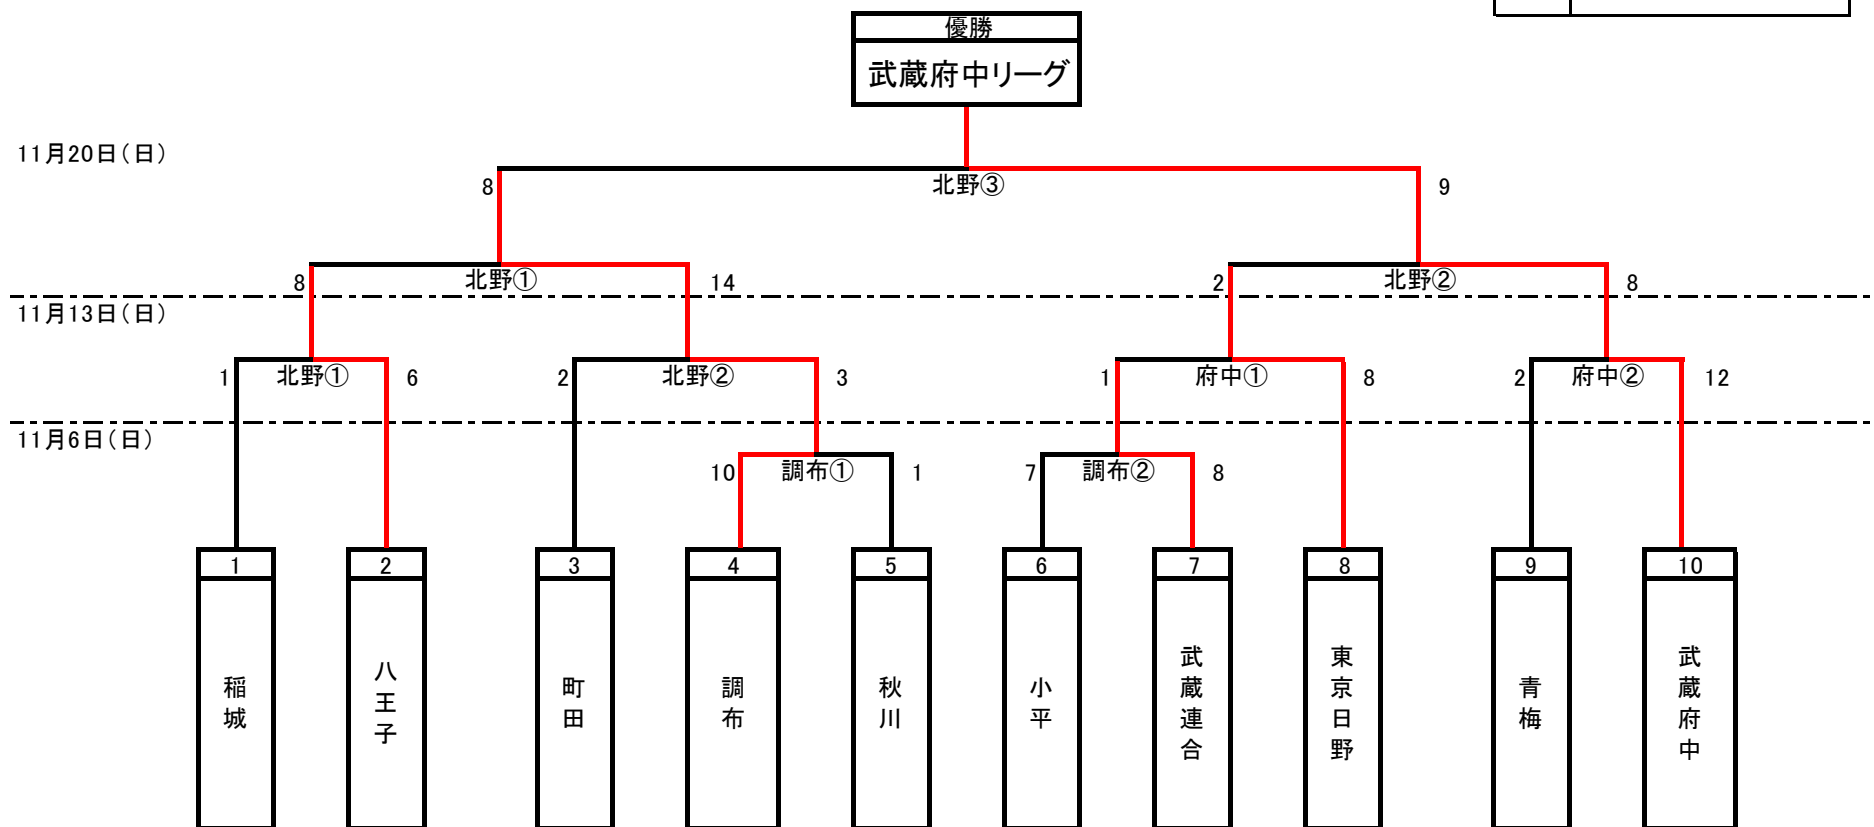 優勝
武蔵府中リーグ
11月20日(日)
8 北野③ 9
8 北野① 14 2 北野② 8
11月13日(日)
1 北野① 6 2 北野② 3 1 府中① 8 2 府中② 12
11月6日(日)
10 調布① 1 7 調布② 8
1 2 3 4 5 6 7 8 9 10
稲城
八王子
町田
調布
秋川
小平
武蔵連合
東京日野
青梅
武蔵府中